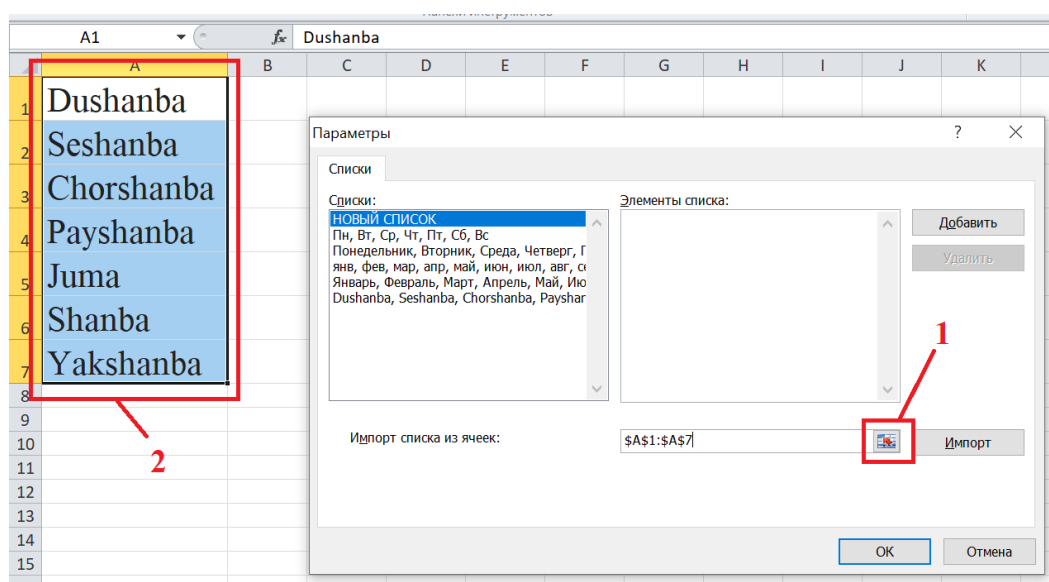 A1
fx Dushanba
A B C D E F G H I J K
1 Dushanba
2 Seshanba
3 Chorshanba
4 Payshanba
5 Juma
6 Shanba
7 Yakshanba
8
9
10
11
12
13
14
15
2
Параметры
?
Списки
Списки:
НОВЫЙ СПИСОК
Пн, Вт, Ср, Чт, Пт, Сб, Вс
Понедельник, Вторник, Среда, Четверг, П
янв, фев, мар, апр, май, июн, июл, авг, се
Январь, Февраль, Март, Апрель, Май, Ию
Dushanba, Seshanba, Chorshanba, Payshan
Элементы списка:
Добавить
Удалить
1
Импорт списка из ячеек:
$A$1:$A$7
Импорт
ОК
Отмена